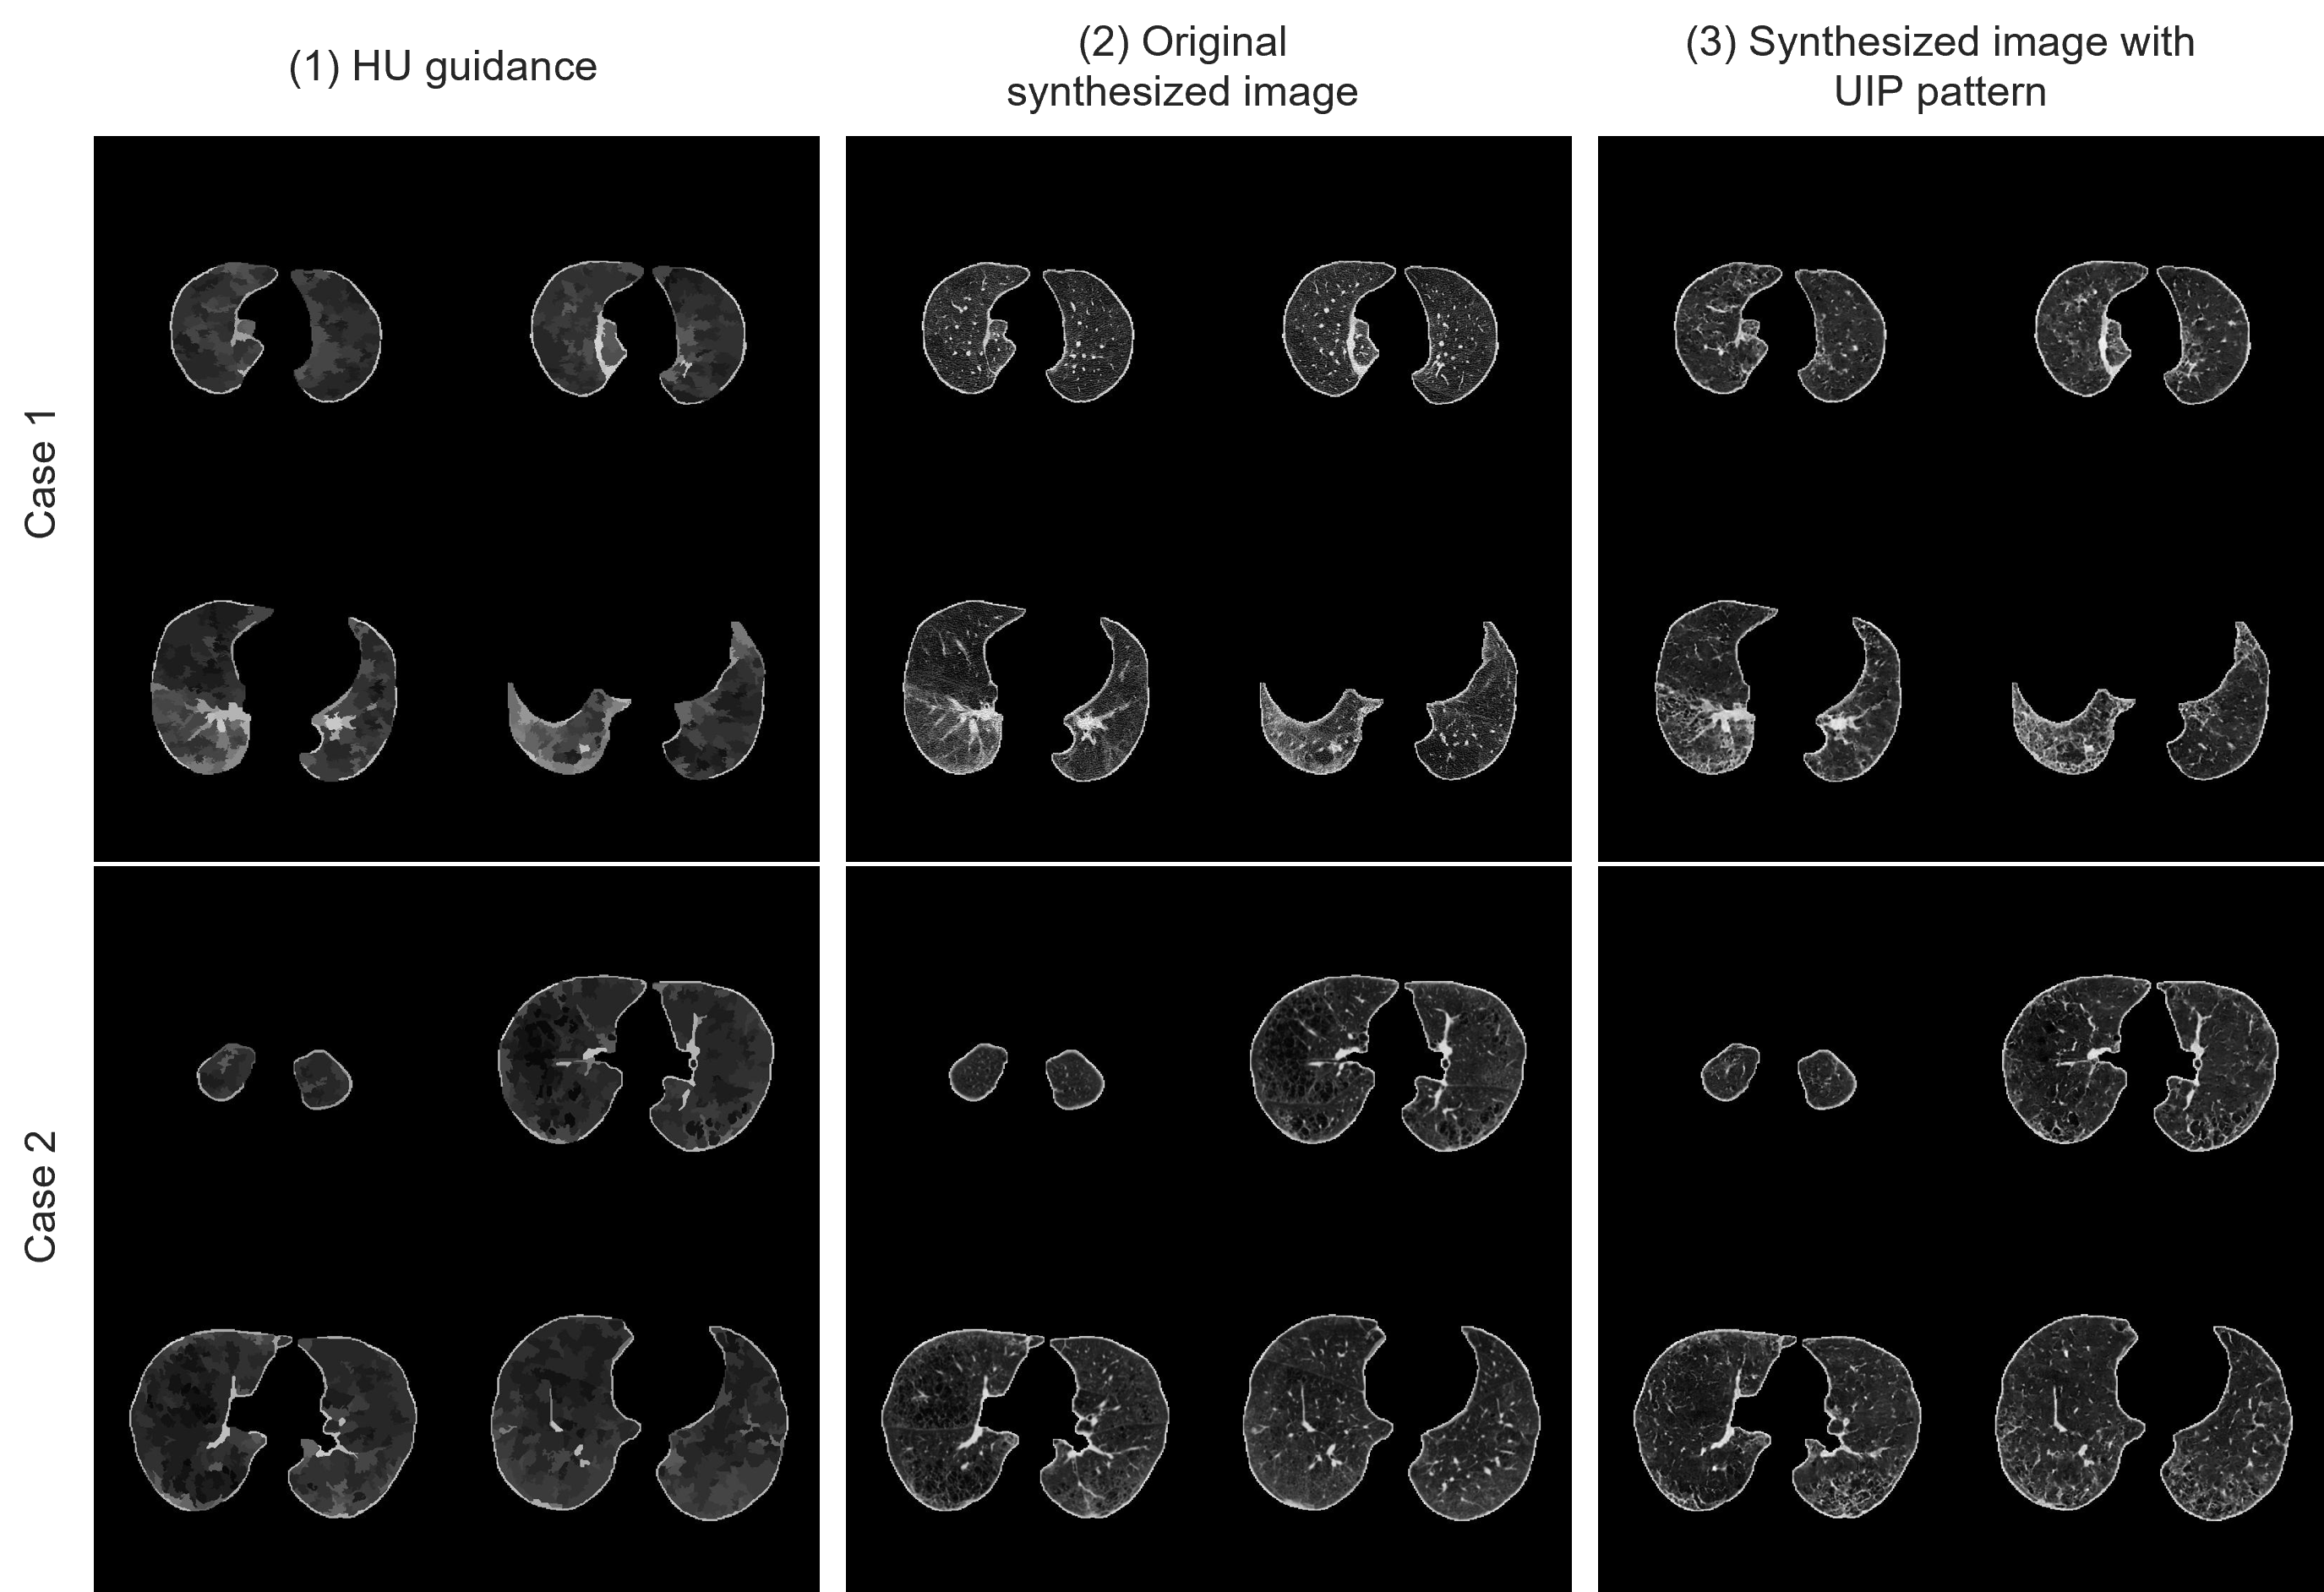 (1) HU guidance
(2) Original
synthesized image
(3) Synthesized image with
UIP pattern
Case 1
Case 2